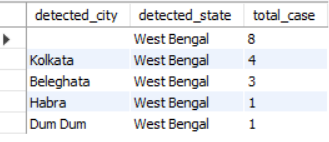 detected_city detected_state total_case
West Bengal 8
Kolkata West Bengal 4
Beleghata West Bengal 3
Habra West Bengal 1
Dum Dum West Bengal 1